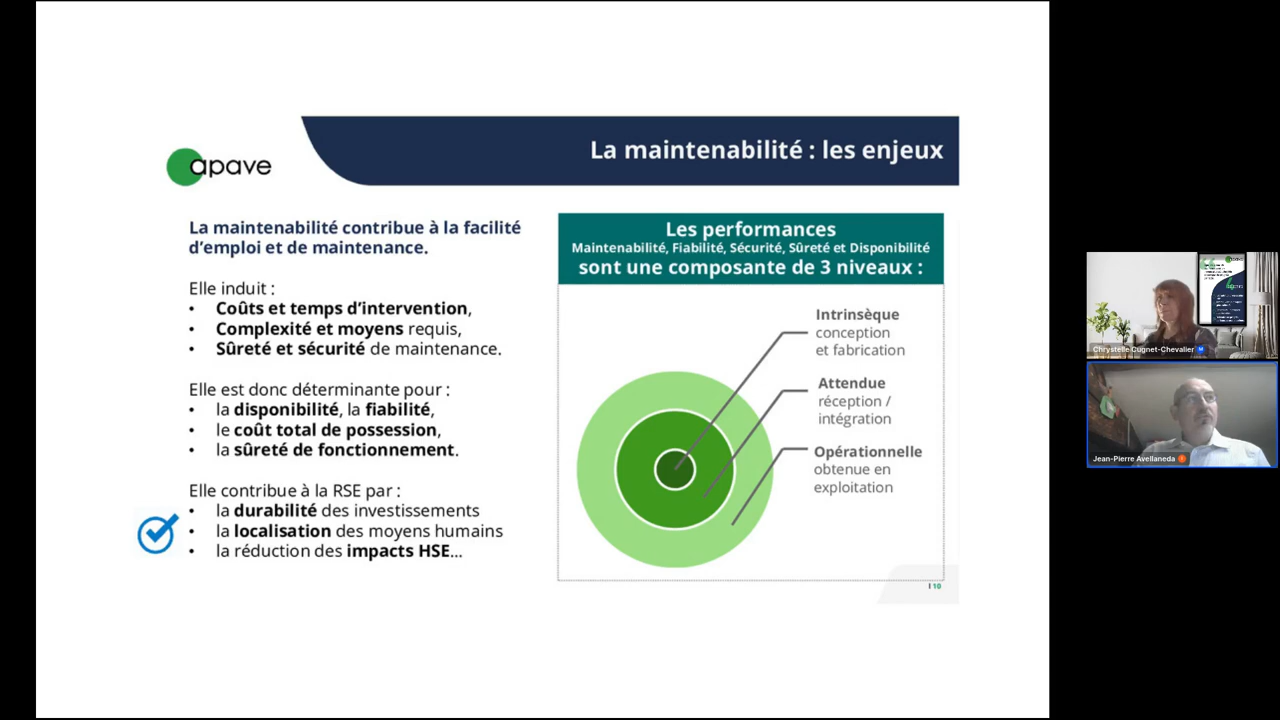 apave
La maintenabilité : les enjeux
La maintenabilité contribue à la facilité
d’emploi et de maintenance.
Elle induit :
• Coûts et temps d’intervention,
• Complexité et moyens requis,
• Sûreté et sécurité de maintenance.
Elle est donc déterminante pour :
• la disponibilité, la fiabilité,
• le coût total de possession,
• la sûreté de fonctionnement.
Elle contribue à la RSE par :
• la durabilité des investissements
• la localisation des moyens humains
• la réduction des impacts HSE...
Les performances
Maintenabilité, Fiabilité, Sécurité, Sûreté et Disponibilité
sont une composante de 3 niveaux :
Intrinsèque
conception
et fabrication
Attendue
réception /
intégration
Opérationnelle
obtenue en
exploitation
I 10
Chrystelle Cugnet-Chevalier
Jean-Pierre Avellaneda